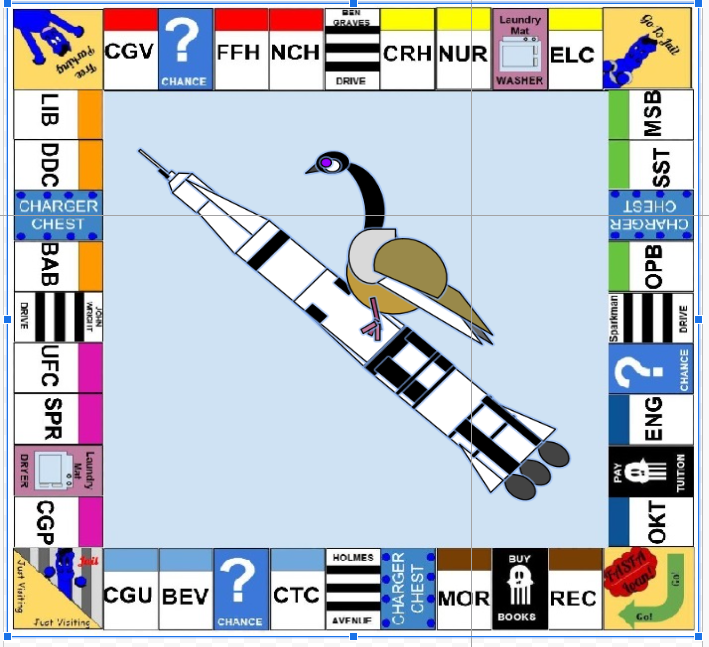 Free
Parking
CGV
?
CHANCE
FFH
NCH
BEN
GRAVES
DRIVE
CRH
NUR
Laundry
Mat
WASHER
ELC
Go To Jail
LIB
DDC
CHARGER
CHEST
BAB
JOHN
WRIGHT
DRIVE
UFC
SPR
Laundry
Mat
DRYER
CGP
MSB
SST
CHARGER
CHEST
OPB
Sparkman
DRIVE
?
CHANCE
ENG
PAY
TUITION
OKT
Jail
Just Visiting
Just Visiting
CGU
BEV
?
CHANCE
CTC
HOLMES
AVENUE
CHARGER
CHEST
MOR
BUY
BOOKS
REC
FASFA
loan!
Go!
Go!